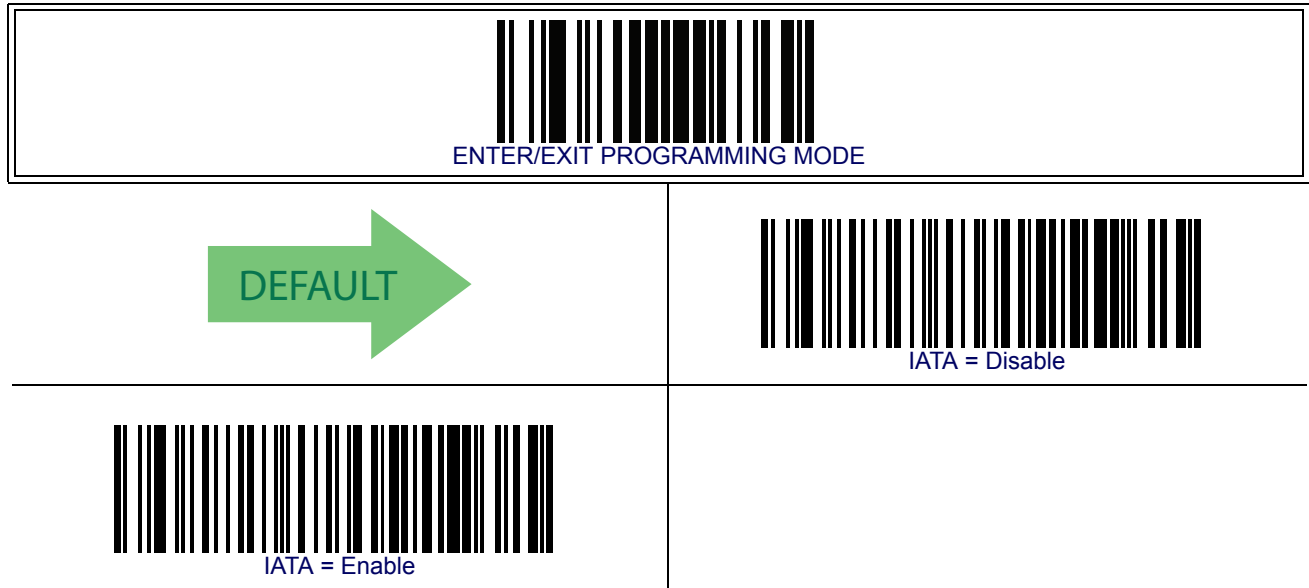 ENTER/EXIT PROGRAMMING MODE
DEFAULT
IATA = Disable
IATA = Enable